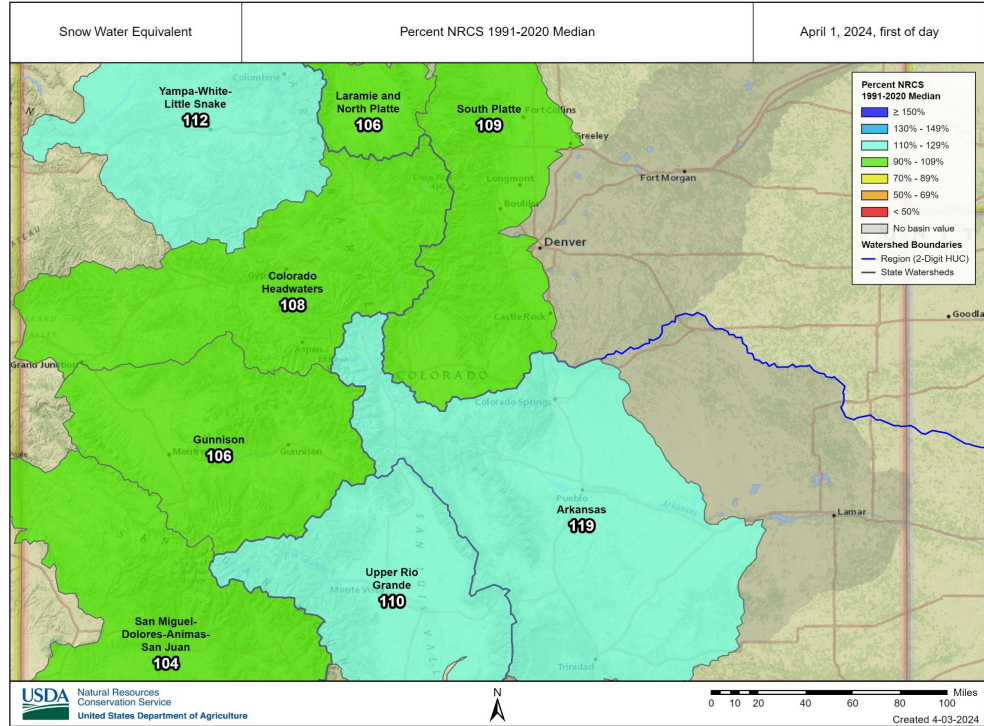 Snow Water Equivalent
Percent NRCS 1991-2020 Median
April 1, 2024, first of day
Columbine
Yampa-White-
Little Snake
112
Laramie and
North Platte
106
South Platte
109
Fort Collins
Greeley
Longmont
Boulder
Fort Morgan
Denver
Castle Rock
Colorado
Headwaters
108
Aspen
Grand Junction
COLORADO
Colorado Springs
Gunnison
106
Gunnison
Pueblo
Arkansas
119
Arkansas
Lamar
Upper Rio
Grande
110
SAN LUIS VALL
San Miguel-
Dolores-Animas-
San Juan
104
Trinidad
Goodla
Percent NRCS
1991-2020 Median
≥ 150%
130% - 149%
110% - 129%
90% - 109%
70% - 89%
50% - 69%
< 50%
No basin value
Watershed Boundaries
Region (2-Digit HUC)
State Watersheds
USDA
Natural Resources
Conservation Service
United States Department of Agriculture
N
0 10 20 40 60 80 100 Miles
Created 4-03-2024